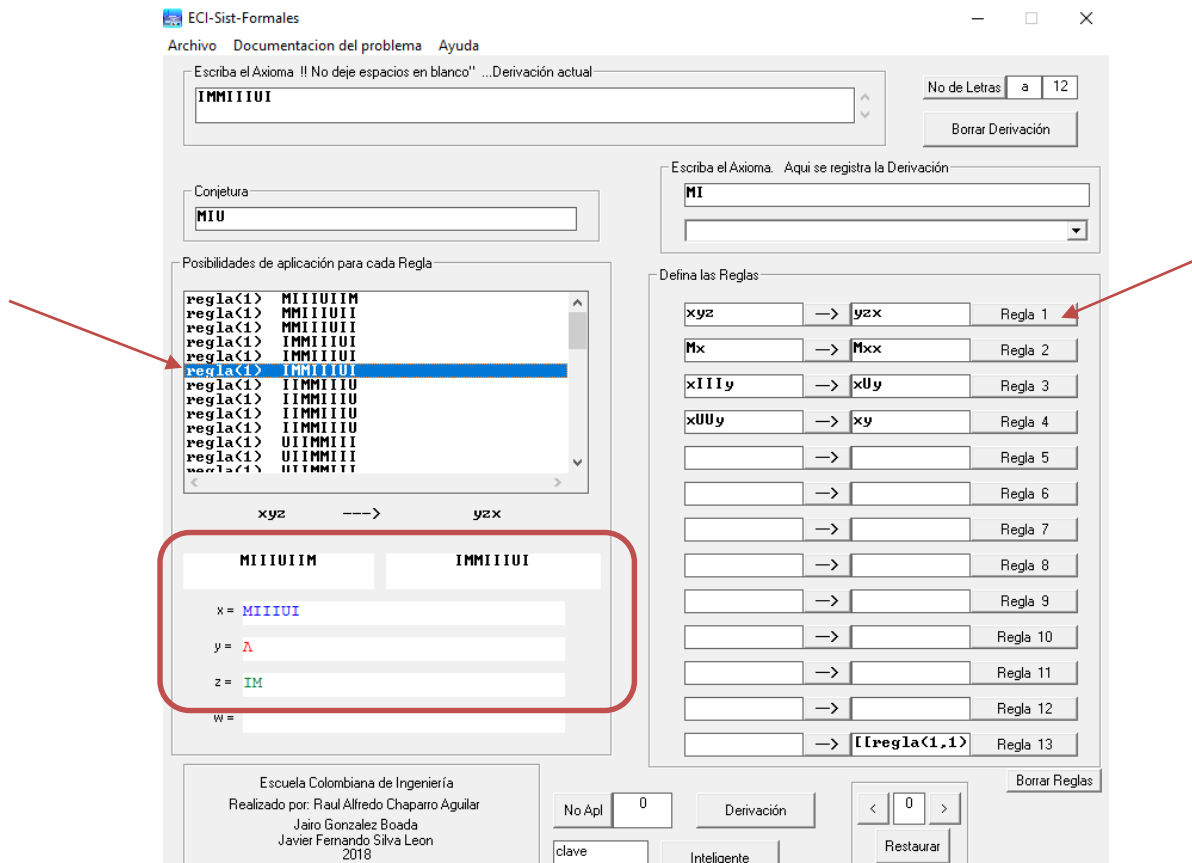 ECI-Sist-Formales
Archivo Documentacion del problema Ayuda
Escriba el Axioma !! No deje espacios en blanco" ...Derivación actual
IMMIIIUI
No de Letras a 12
Borrar Derivación
Escriba el Axioma. Aqui se registra la Derivación
MI
Conjetura
MIU
Posibilidades de aplicación para cada Regla
regla(1) MIIIUIIM
regla(1) MMIIIUII
regla(1) MMIIIUII
regla(1) IMMIIIUI
regla(1) IMMIIIUI
regla(1) IMMIIIUI
regla(1) IIMMIIIU
regla(1) IIMMIIIU
regla(1) IIMMIIIU
regla(1) IIMMIIIU
regla(1) UIIMMIII
regla(1) UIIMMIII
regla(1) UIIMMIII
xyz ---> yzx
MIIIUIIM IMMIIIUI
x = MIIIUI
y = Λ
z = IM
w =
Defina las Reglas
xyz —> yzx Regla 1
Mx —> Mxx Regla 2
xIIIy —> xUy Regla 3
xUUy —> xy Regla 4
—> Regla 5
—> Regla 6
—> Regla 7
—> Regla 8
—> Regla 9
—> Regla 10
—> Regla 11
—> Regla 12
—> [[regla(1,1) Regla 13
Borrar Reglas
Escuela Colombiana de Ingeniería
Realizado por: Raul Alfredo Chaparro Aguilar
Jairo Gonzalez Boada
Javier Fernando Silva Leon
2018
No Apl 0
Derivación
< 0 >
Restaurar
clave
Inteligente